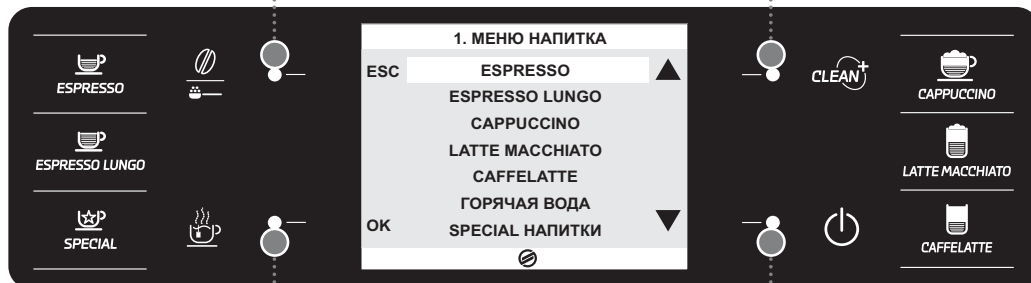 ESPRESSO
ESPRESSO LUNGO
SPECIAL
1. МЕНЮ НАПИТКА
ESC
ESPRESSO
ESPRESSO LUNGO
CAPPUCCINO
LATTE MACCHIATO
CAFFELATTE
ГОРЯЧАЯ ВОДА
OK
SPECIAL НАПИТКИ
CLEAN+
CAPPUCCINO
LATTE MACCHIATO
CAFFELATTE